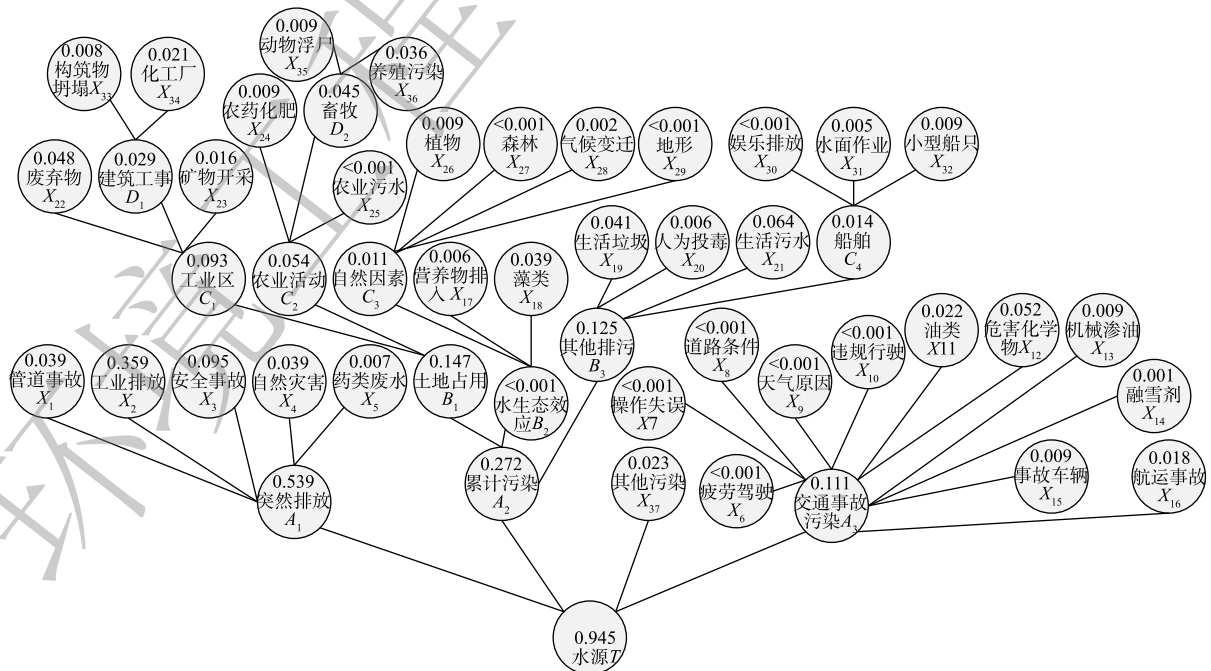 0.009
动物浮尸
X35
0.008
构筑物
坍塌X33
0.021
化工厂
X34
0.036
养殖污染
X36
0.009
农药化肥
X24
0.045
畜牧
D2
0.009
植物
X26
<0.001
森林
X27
0.002
气候变迁
X28
<0.001
地形
X29
<0.001
娱乐排放
X30
0.005
水面作业
X31
0.009
小型船只
X32
0.048
废弃物
X22
0.029
建筑工事
D1
0.016
矿物开采
X23
<0.001
农业污水
X25
0.041
生活垃圾
X19
0.006
人为投毒
X20
0.064
生活污水
X21
0.014
船舶
C4
0.093
工业区
C1
0.054
农业活动
C2
0.011
自然因素
C3
0.006
营养物排
入 X17
0.039
藻类
X18
0.125
其他排污
B3
<0.001
道路条件
X8
<0.001
天气原因
X9
<0.001
违规行驶
X10
0.022
油类
X11
0.052
危害化学
物X12
0.009
机械渗油
X13
0.039
管道事故
X1
0.359
工业排放
X2
0.095
安全事故
X3
0.039
自然灾害
X4
0.007
药类废水
X5
0.147
土地占用
B1
<0.001
水生态效
应B2
<0.001
操作失误
X7
0.001
融雪剂
X14
0.539
突然排放
A1
0.272
累计污染
A2
0.023
其他污染
X37
<0.001
疲劳驾驶
X6
0.111
交通事故
污染A3
0.009
事故车辆
X15
0.018
航运事故
X16
0.945
水源T
环境工程